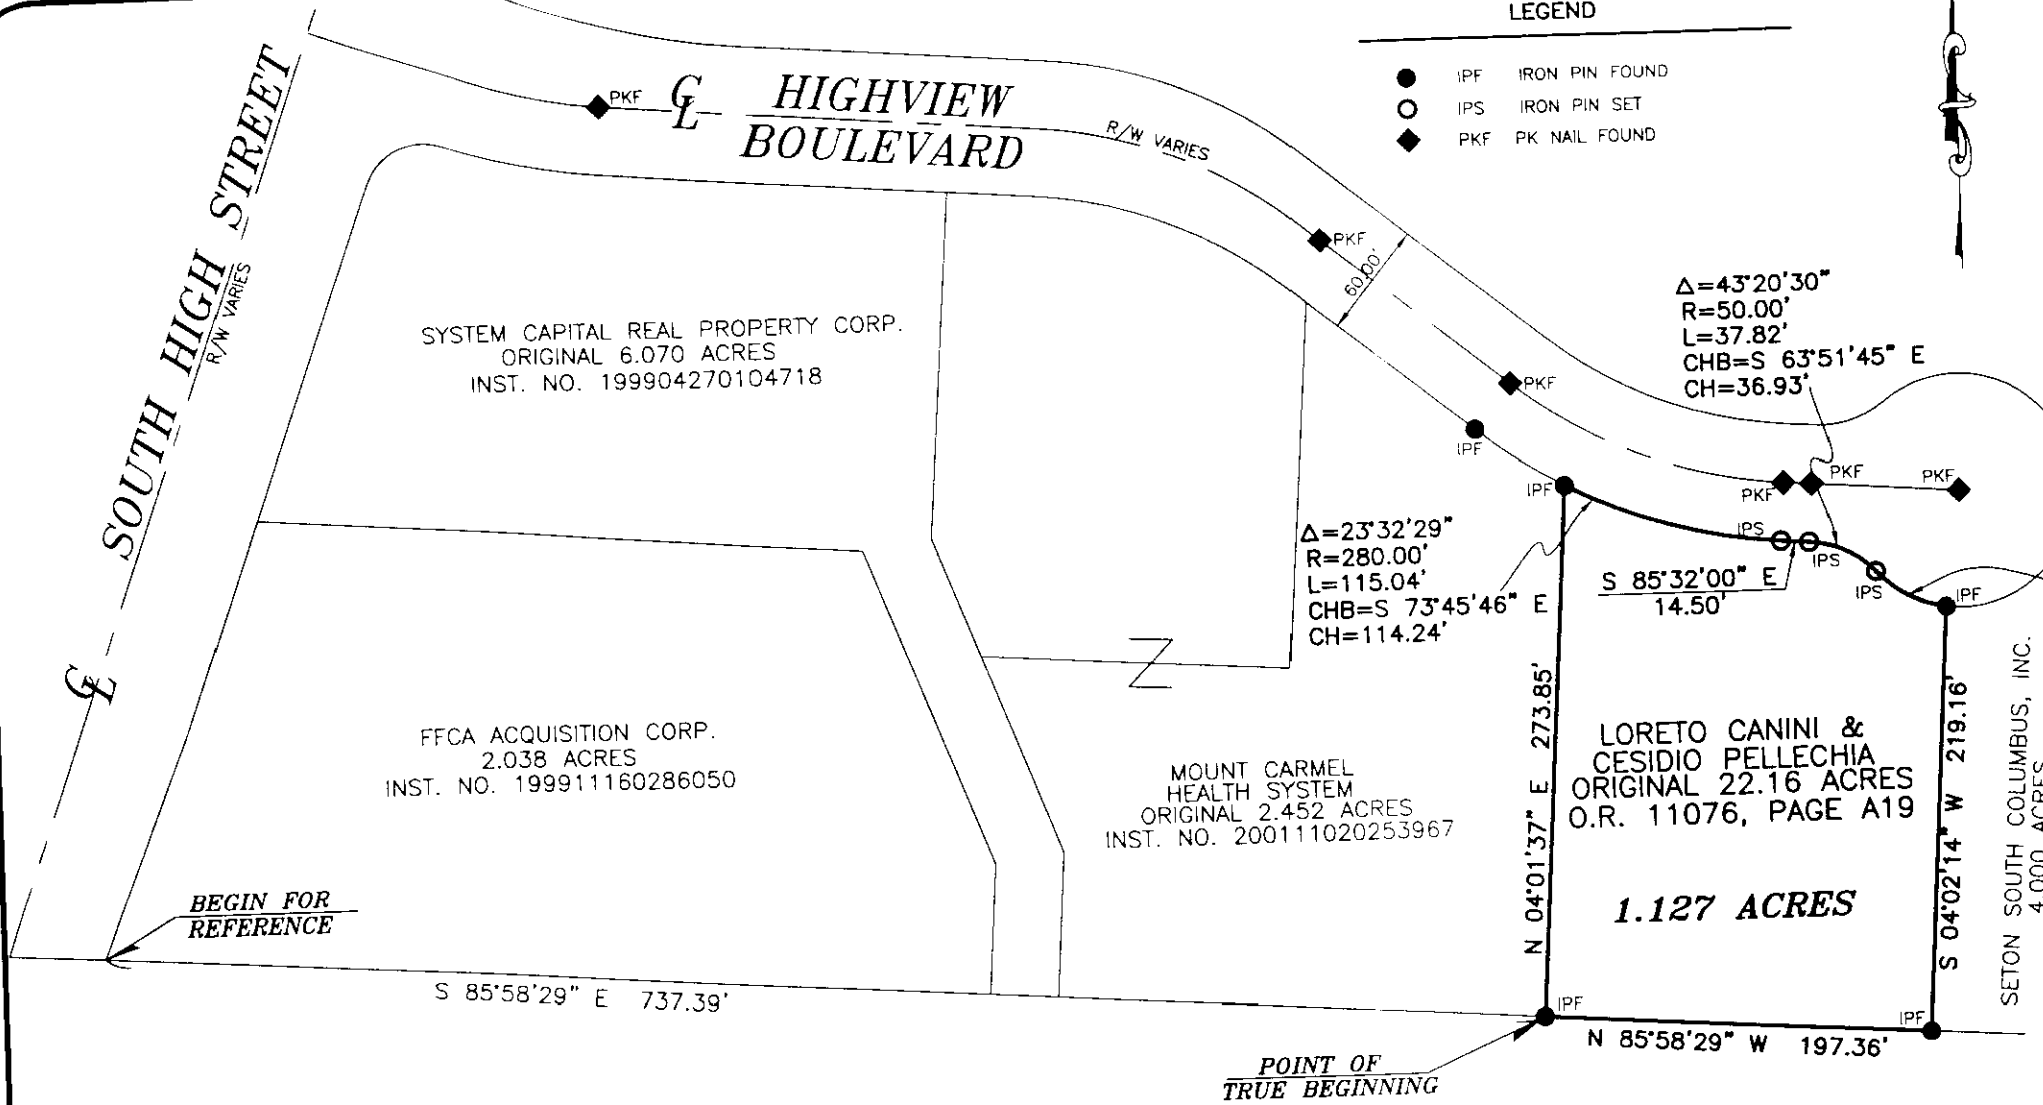 LEGEND
IPF IRON PIN FOUND
IPS IRON PIN SET
PKF PK NAIL FOUND
SOUTH HIGH STREET
R/W VARIES
CL
PKF
CL HIGHVIEW
BOULEVARD
R/W VARIES
PKF
60.00'
PKF
IPF
IPF
PKF
PKF
PKF
Δ=43°20'30"
R=50.00'
L=37.82'
CHB=S 63°51'45" E
CH=36.93'
SYSTEM CAPITAL REAL PROPERTY CORP.
ORIGINAL 6.070 ACRES
INST. NO. 199904270104718
Δ=23°32'29"
R=280.00'
L=115.04'
CHB=S 73°45'46" E
CH=114.24'
IPS
IPS
IPS
IPF
S 85°32'00" E
14.50'
FFCA ACQUISITION CORP.
2.038 ACRES
INST. NO. 199911160286050
MOUNT CARMEL
HEALTH SYSTEM
ORIGINAL 2.452 ACRES
INST. NO. 200111020253967
N 04°01'37" E 273.85'
LORETO CANINI &
CESIDIO PELLECHIA
ORIGINAL 22.16 ACRES
O.R. 11076, PAGE A19
1.127 ACRES
S 04°02'14" W 219.16'
SETON SOUTH COLUMBUS, INC.
4.000 ACRES
BEGIN FOR
REFERENCE
S 85°58'29" E 737.39'
IPF
IPF
N 85°58'29" W 197.36'
POINT OF
TRUE BEGINNING